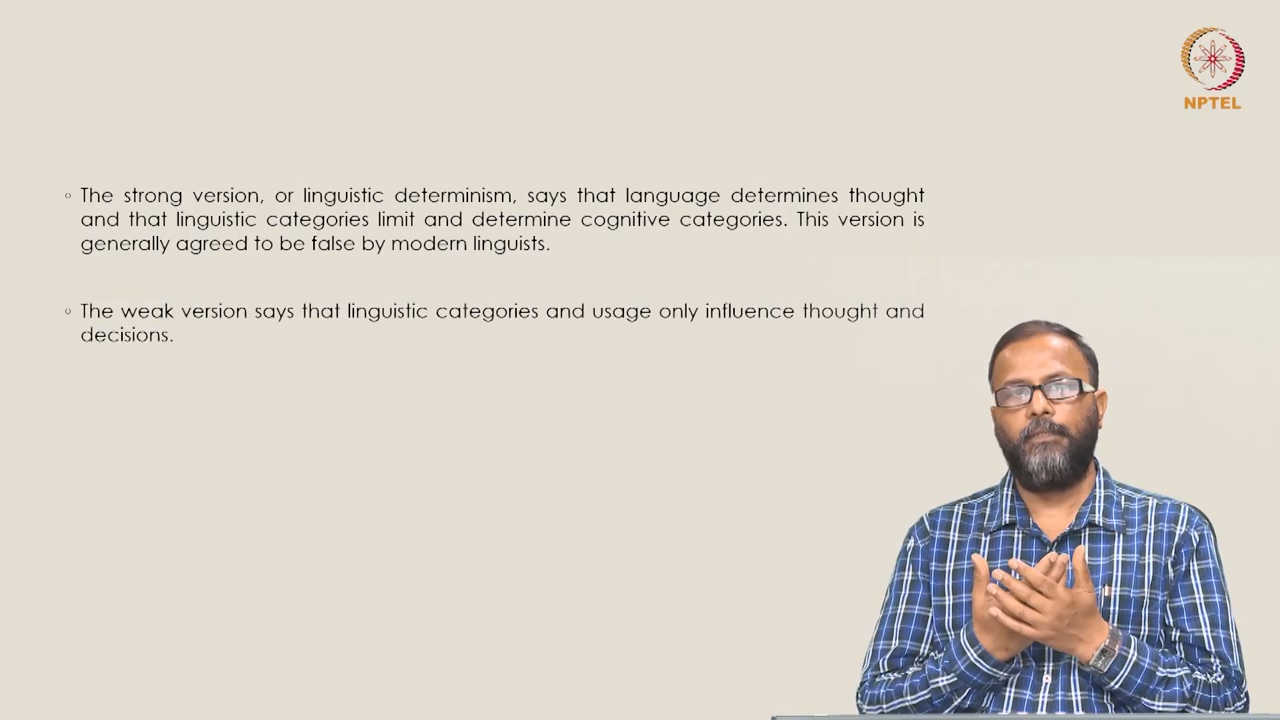 NPTEL
◦ The strong version, or linguistic determinism, says that language determines thought
and that linguistic categories limit and determine cognitive categories. This version is
generally agreed to be false by modern linguists.
◦ The weak version says that linguistic categories and usage only influence thought and
decisions.